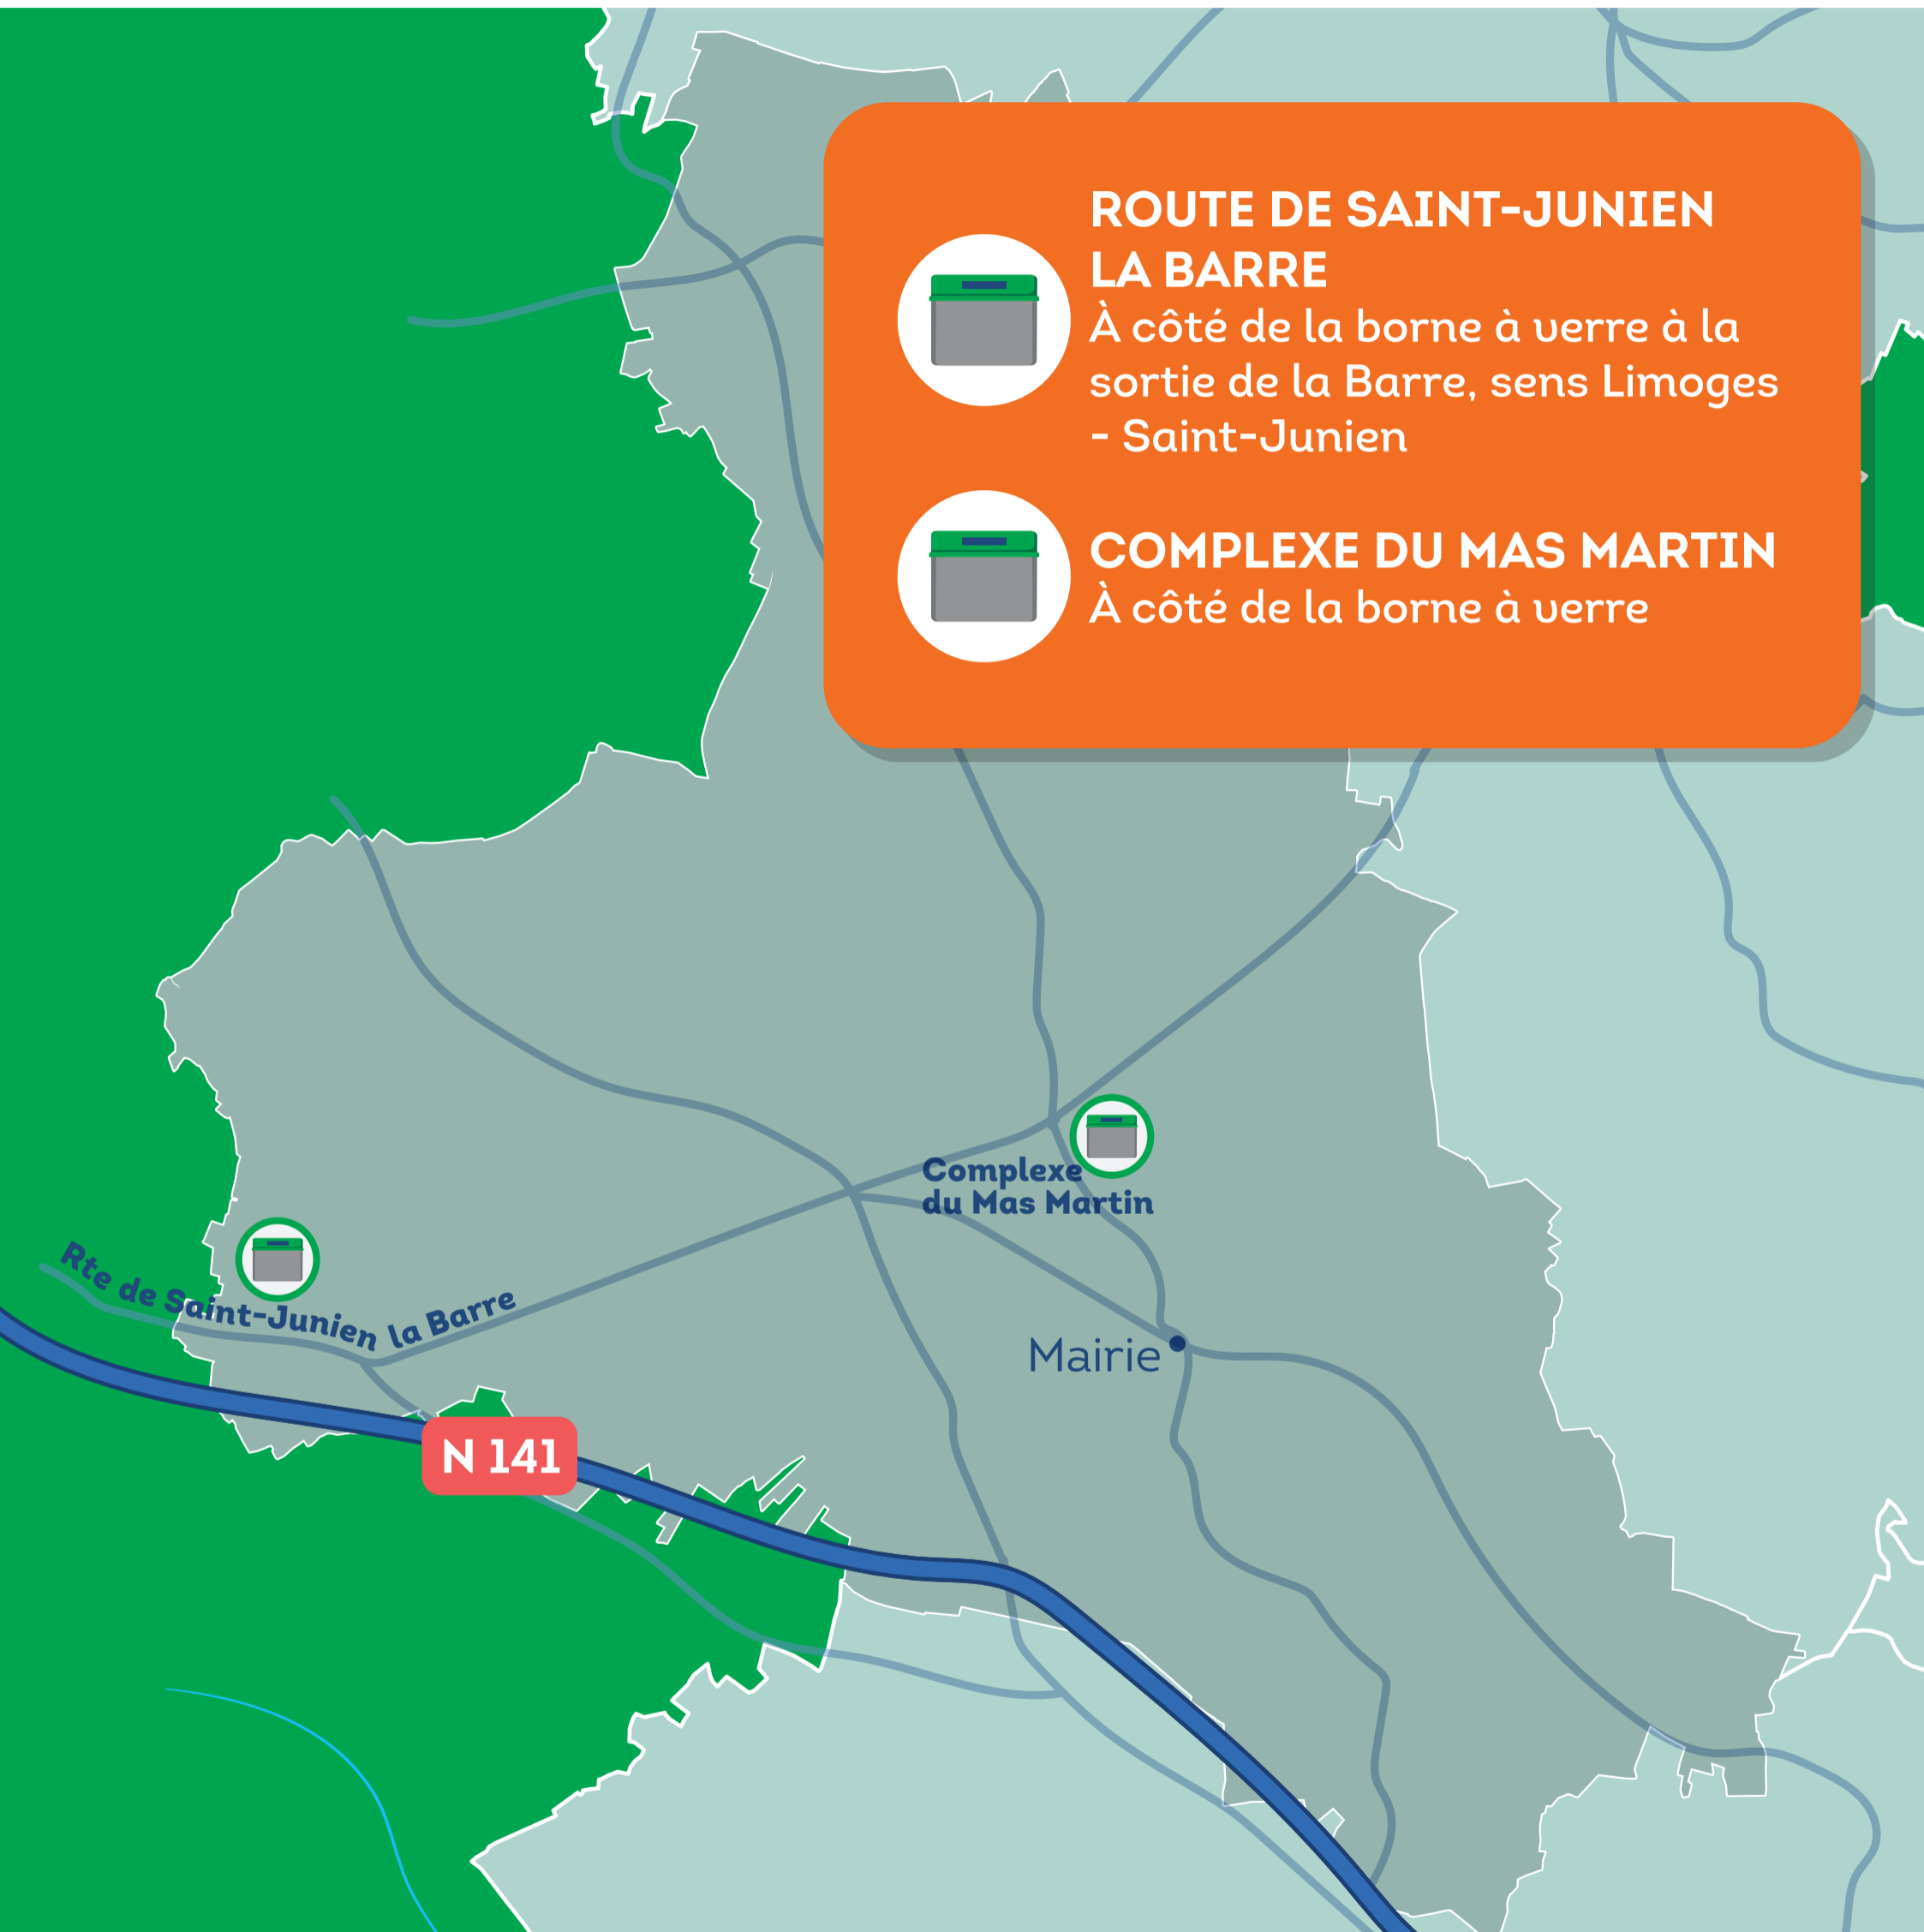 ROUTE DE SAINT-JUNIEN
LA BARRE
À côté de la borne à verre à la
sortie de la Barre, sens Limoges
- Saint-Junien
COMPLEXE DU MAS MARTIN
À côté de la borne à verre
Complexe
du Mas Martin
Rte de Saint-Junien la Barre
Mairie
N 141